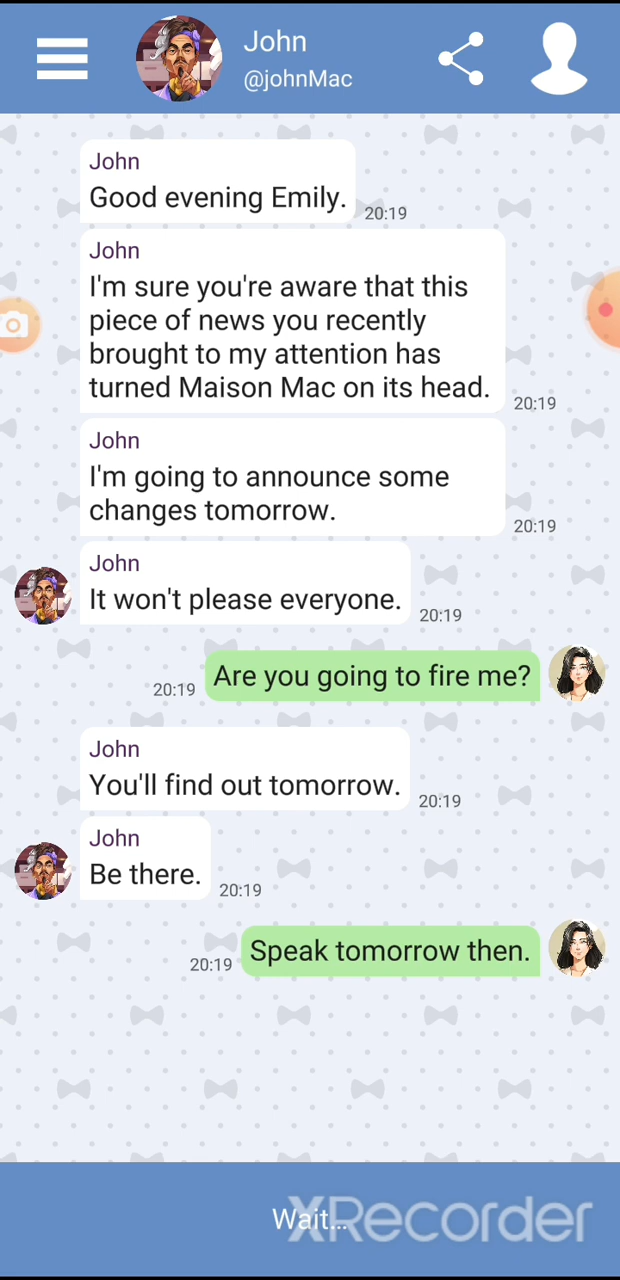 John
@johnMac
John
Good evening Emily.
20:19
John
I'm sure you're aware that this
piece of news you recently
brought to my attention has
turned Maison Mac on its head.
20:19
John
I'm going to announce some
changes tomorrow.
20:19
John
It won't please everyone.
20:19
Are you going to fire me?
20:19
John
You'll find out tomorrow.
20:19
John
Be there.
20:19
Speak tomorrow then.
20:19
Wait...
XRecorder